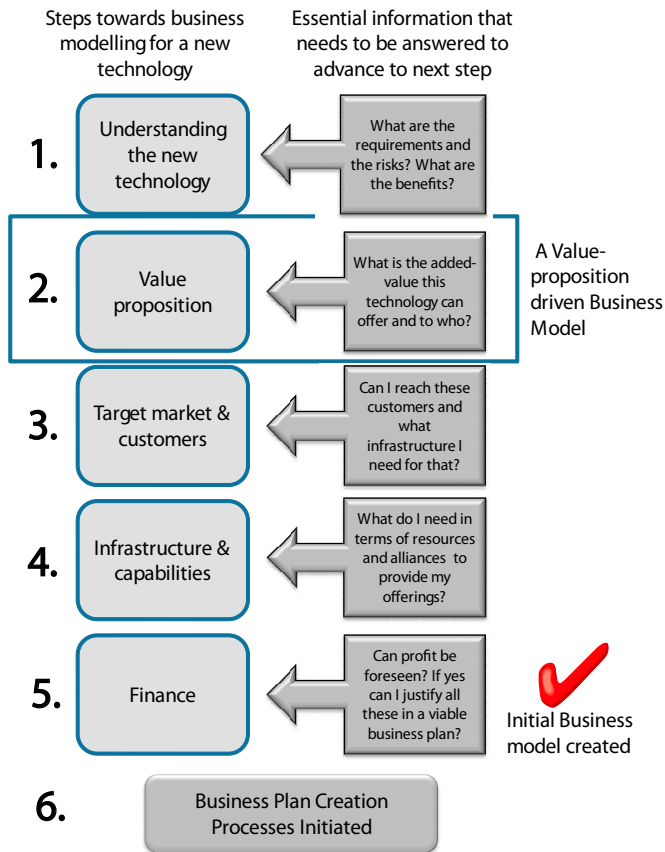 Steps towards business
modelling for a new
technology
Essential information that
needs to be answered to
advance to next step
1.
Understanding
the new
technology
What are the
requirements and
the risks? What are
the benefits?
2.
Value
proposition
What is the added-
value this
technology can
offer and to who?
A Value-
proposition
driven Business
Model
3.
Target market &
customers
Can I reach these
customers and
what
infrastructure I
need for that?
4.
Infrastructure &
capabilities
What do I need in
terms of resources
and alliances to
provide my
offerings?
5.
Finance
Can profit be
foreseen? If yes
can I justify all
these in a viable
business plan?
Initial Business
model created
6.
Business Plan Creation
Processes Initiated